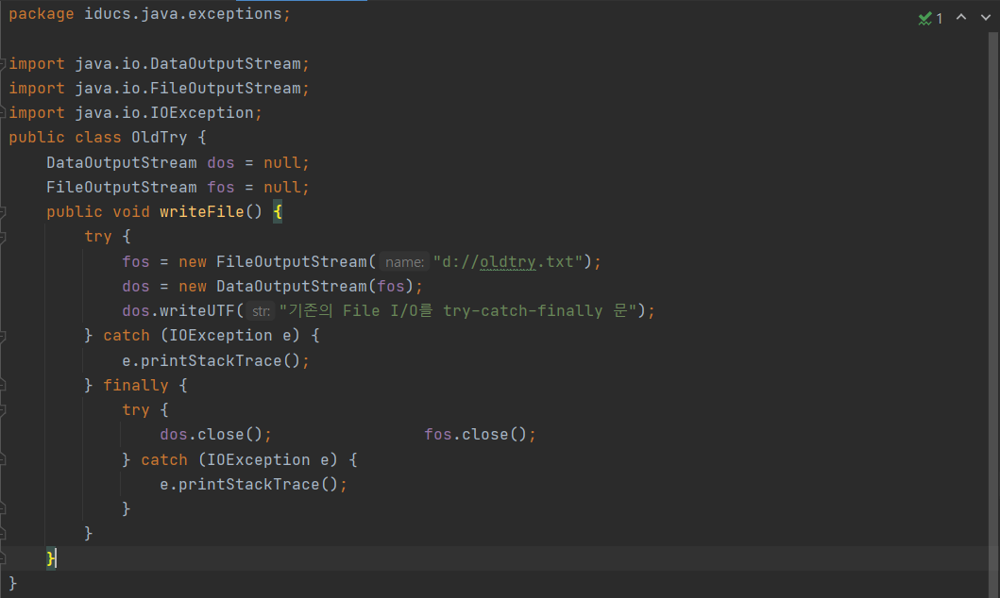 package iducs.java.exceptions;
1
import java.io.DataOutputStream;
import java.io.FileOutputStream;
import java.io.IOException;
public class OldTry {
    DataOutputStream dos = null;
    FileOutputStream fos = null;
    public void writeFile() {
        try {
            fos = new FileOutputStream( name: "d://oldtry.txt");
            dos = new DataOutputStream(fos);
            dos.writeUTF( str: "기존의 File I/O를 try-catch-finally 문");
        } catch (IOException e) {
            e.printStackTrace();
        } finally {
            try {
                dos.close();                fos.close();
            } catch (IOException e) {
                e.printStackTrace();
            }
        }
    }
}